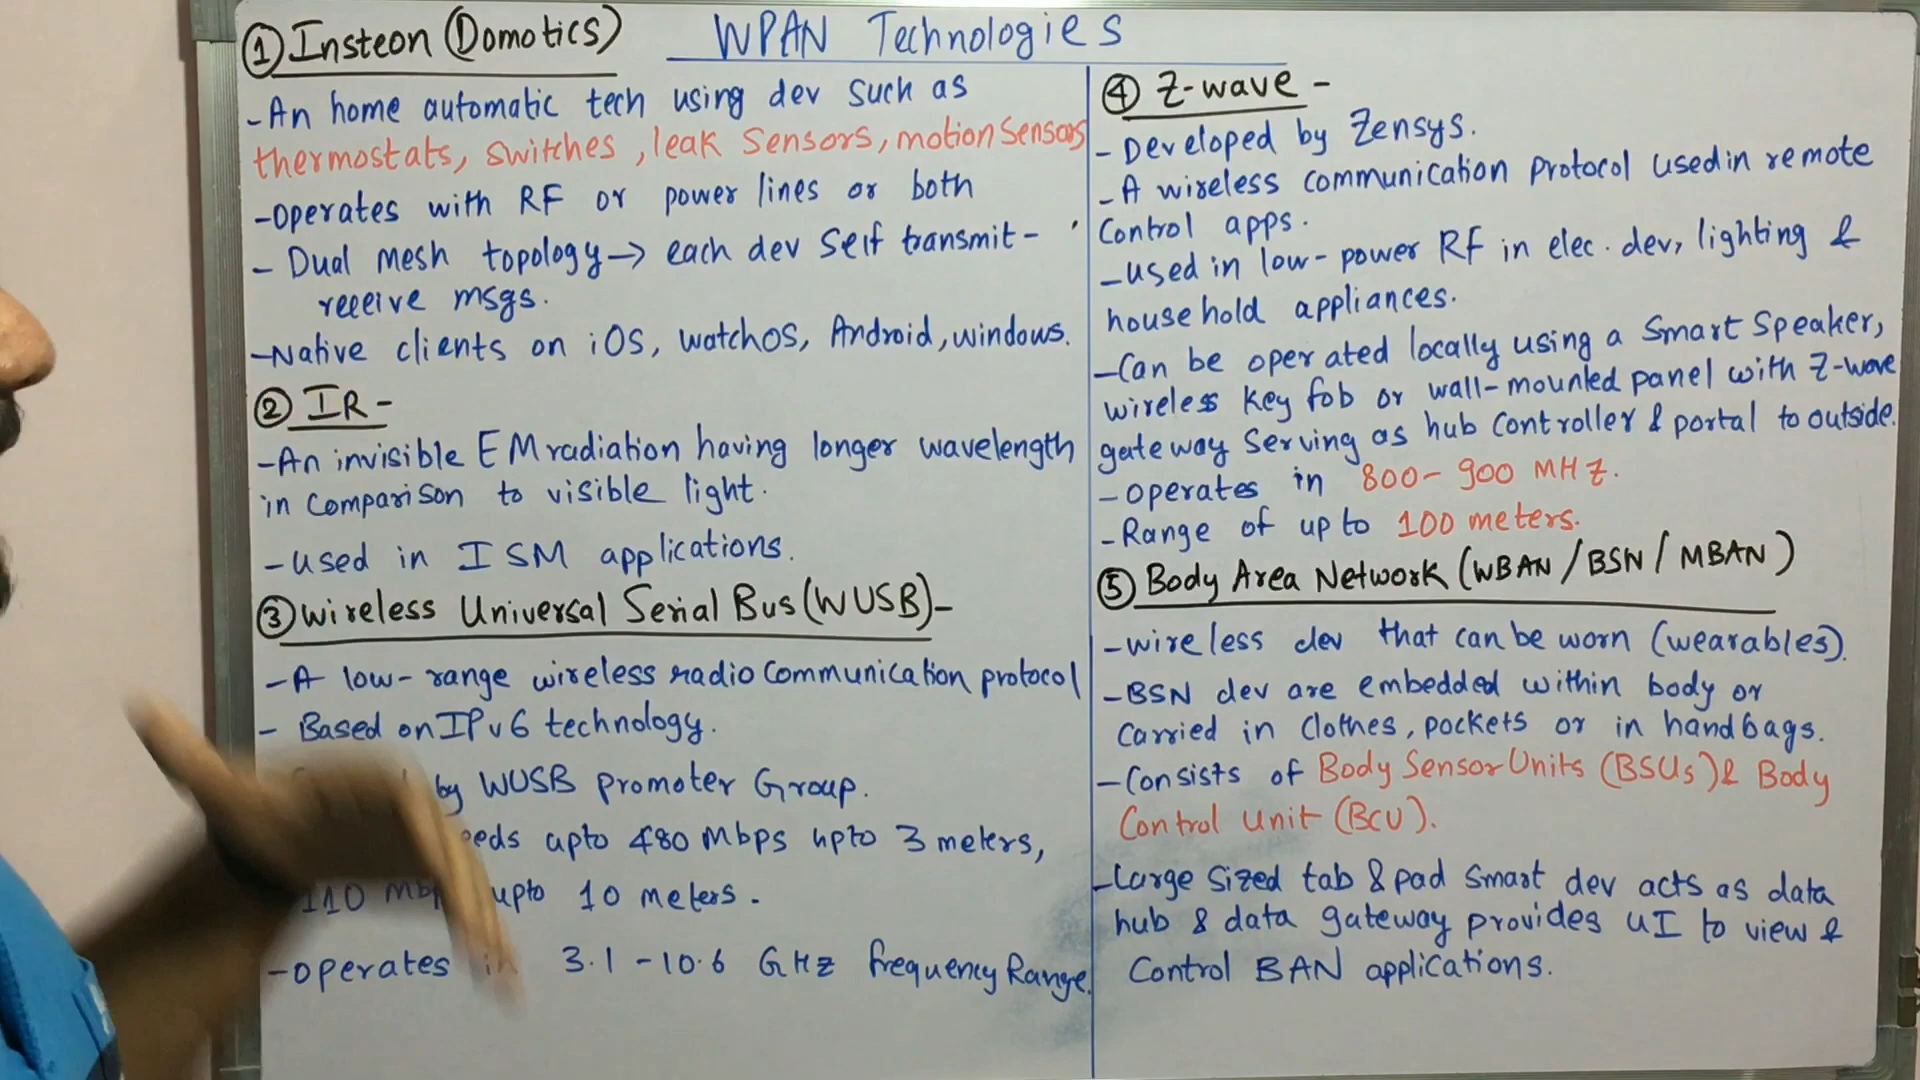 WPAN Technologies
① Insteon (Domotics)
- An home automatic tech using dev such as
thermostats, switches, leak sensors, motion sensors
- Operates with RF or power lines or both
- Dual mesh topology → each dev self transmit -
receive msgs.
- Native clients on iOS, watchOS, Android, windows.
② IR -
- An invisible EM radiation having longer wavelength
in comparison to visible light.
- used in ISM applications.
③ Wireless Universal Serial Bus (WUSB) -
- A low-range wireless radio communication protocol
- Based on IPv6 technology.
by WUSB promoter Group.
upto 480 Mbps upto 3 meters,
110 upto 10 meters.
- operates in 3.1 - 10.6 GHz frequency Range.
④ Z-wave -
- Developed by Zensys.
- A wireless communication protocol used in remote
Control apps.
- used in low-power RF in elec. dev, lighting &
household appliances.
- Can be operated locally using a Smart Speaker,
wireless key fob or wall-mounted panel with Z-wave
gateway serving as hub controller & portal to outside.
- operates in 800-900 MHz.
- Range of up to 100 meters.
⑤ Body Area Network (WBAN / BSN / MBAN)
- wireless dev that can be worn (wearables).
- BSN dev are embedded within body or
Carried in clothes, pockets or in handbags.
- Consists of Body Sensor Units (BSUs) & Body
Control Unit (BCU).
- Large sized tab & pad Smart dev acts as data
hub & data gateway provides UI to view &
Control BAN applications.